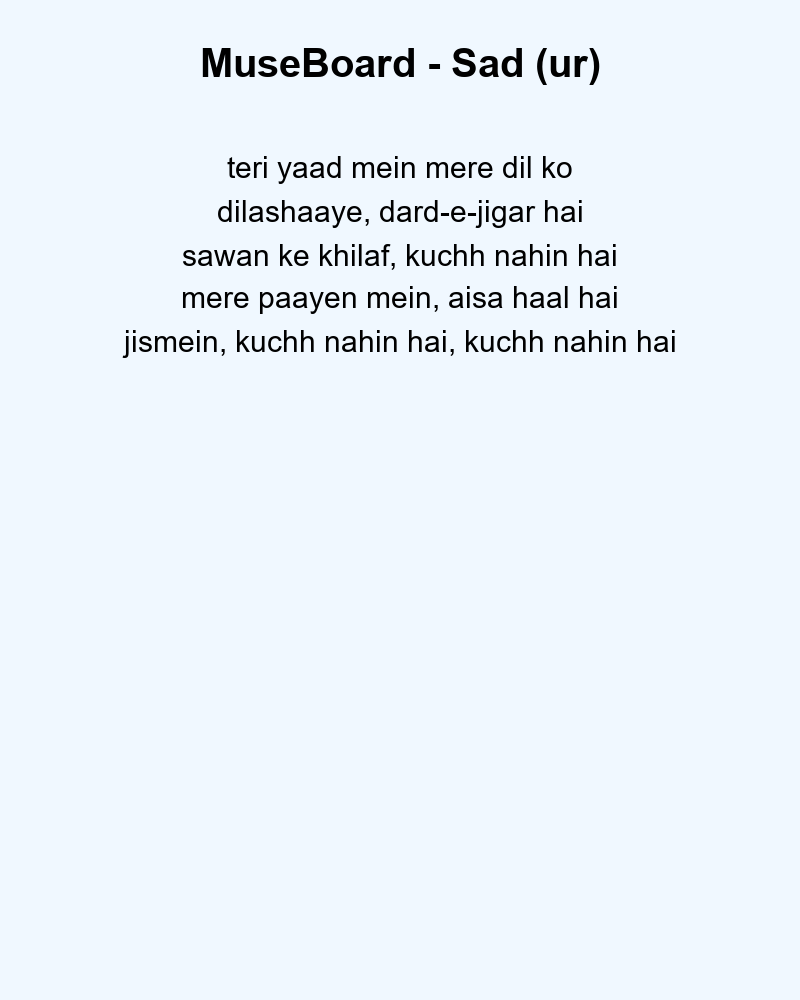 MuseBoard - Sad (ur)
teri yaad mein mere dil ko
dilashaaye, dard-e-jigar hai
sawan ke khilaf, kuchh nahin hai
mere paayen mein, aisa haal hai
jismein, kuchh nahin hai, kuchh nahin hai